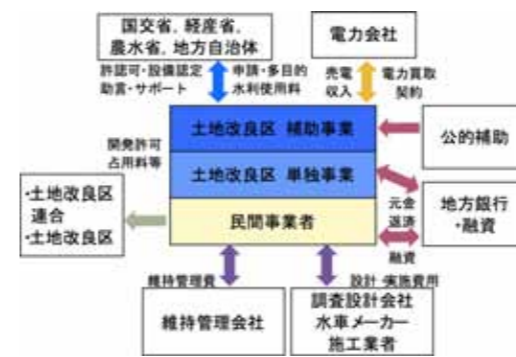 国交省, 経産省,
農水省, 地方自治体
電力会社
許認可・設備認定
助言・サポート
申請・多目的
水利使用料
売電
収入
電力買取
契約
土地改良区 補助事業
土地改良区 単独事業
民間事業者
公的補助
開発許可
占用料等
・土地改良区
連合
・土地改良区
元金
返済
地方銀行
・融資
融資
維持管理費
設計・実施費用
維持管理会社
調査設計会社
水車メーカー
施工業者